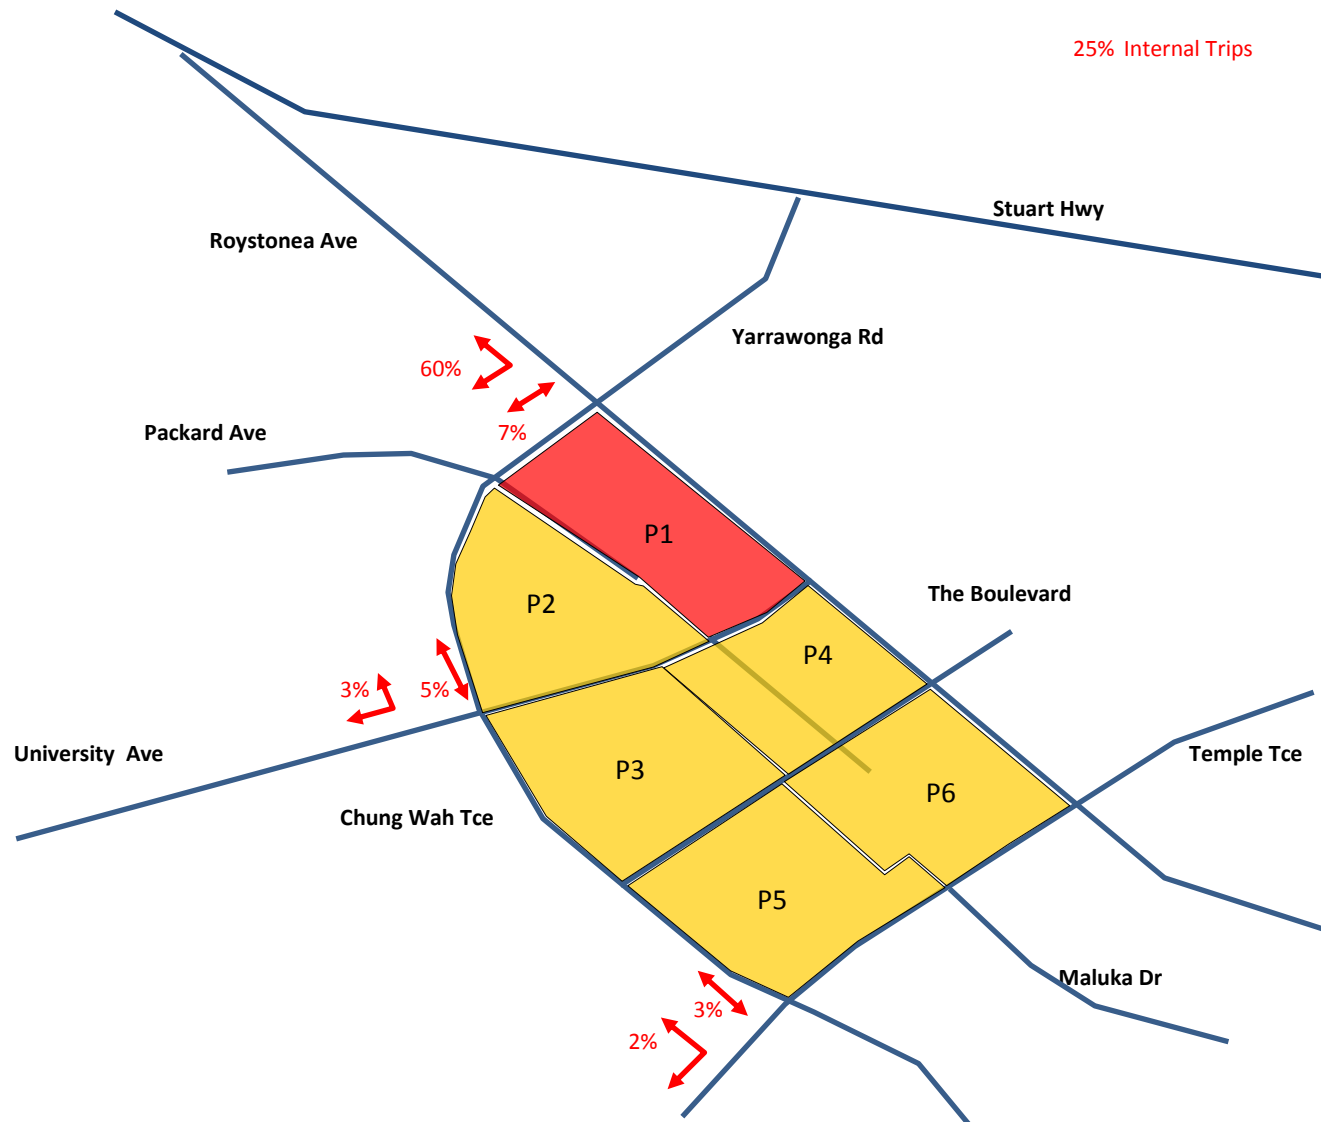 25% Internal Trips
Stuart Hwy
Roystonea Ave
Yarrawonga Rd
60%
7%
Packard Ave
P1
The Boulevard
P2
P4
3%
5%
University Ave
P3
Temple Tce
P6
Chung Wah Tce
P5
Maluka Dr
3%
2%